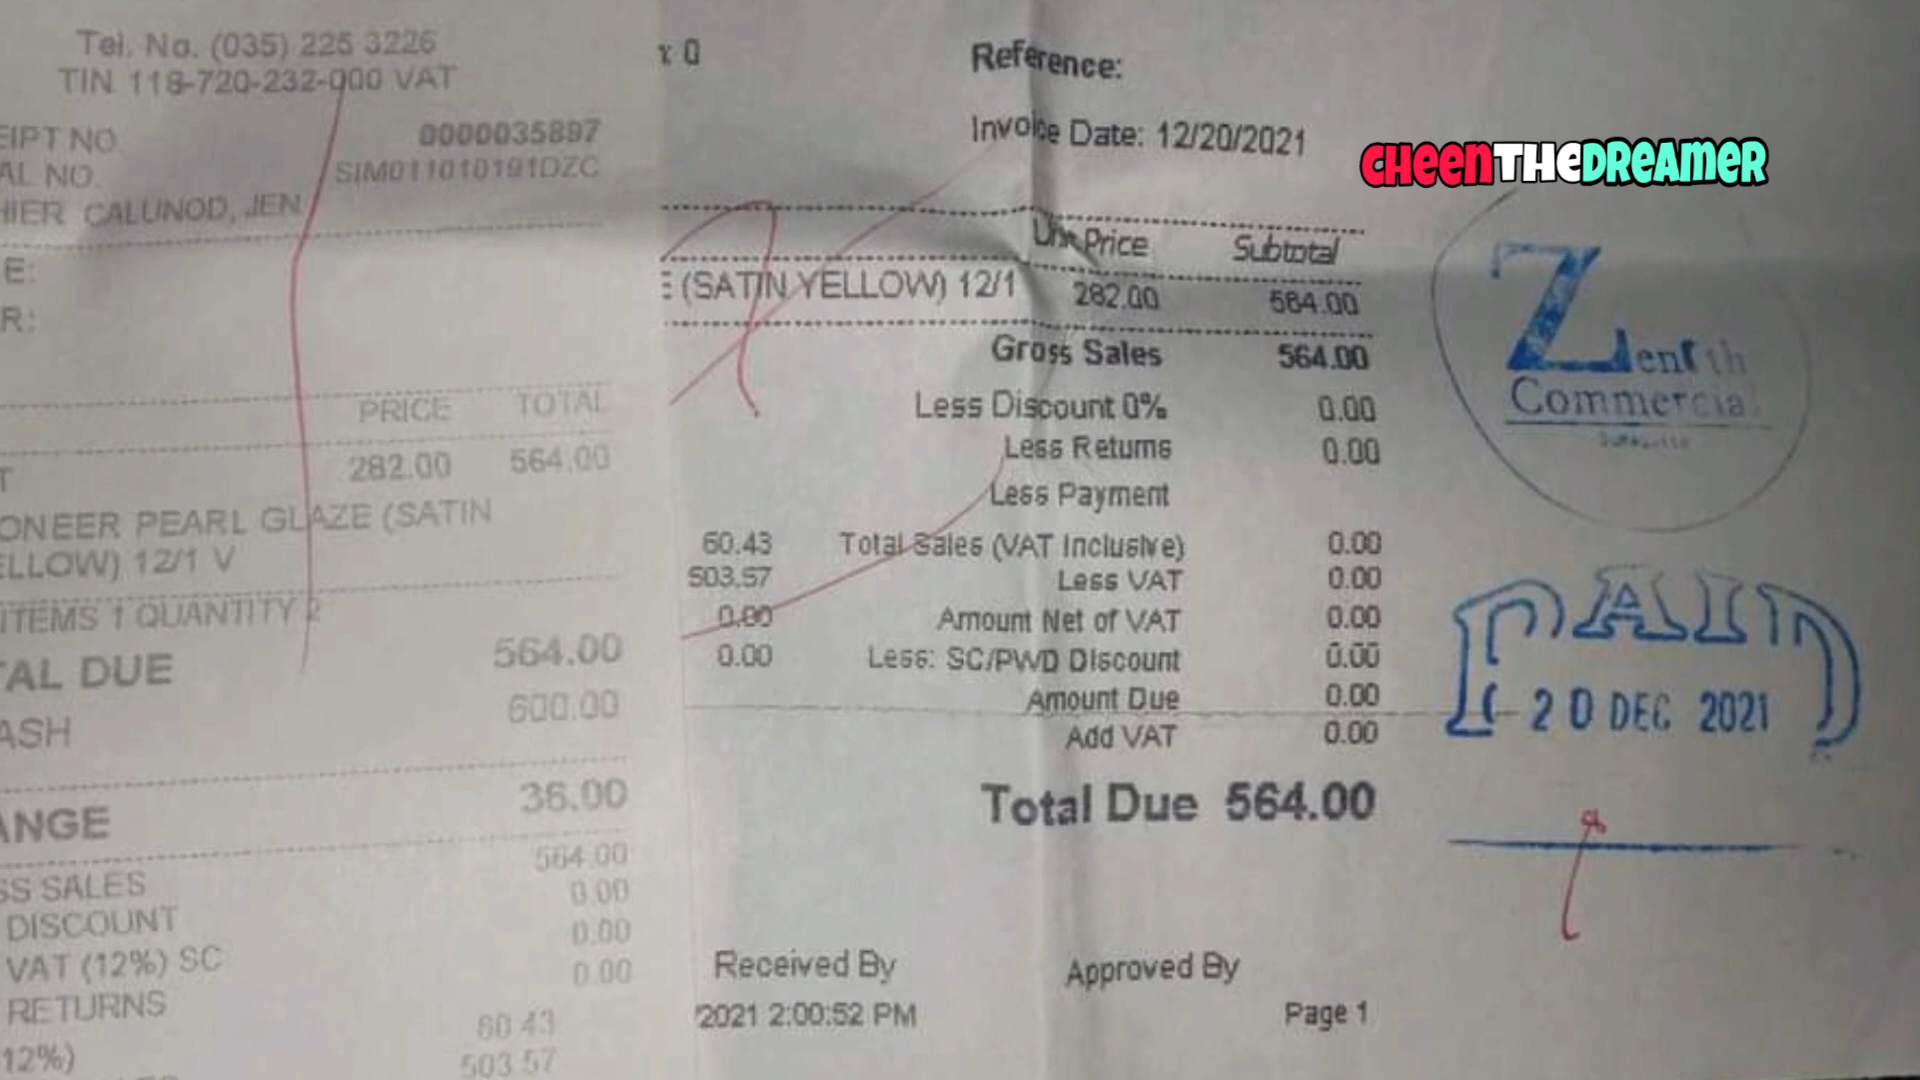 Tel. No. (035) 225 3226
TIN 118-720-232-000 VAT
EIPT NO. 0000035897
AL NO. SIM011010191DZC
HIER CALUNOD, JEN
E:
R:
PRICE TOTAL
T 282.00 564.00
ONEER PEARL GLAZE (SATIN
ELLOW) 12/1 V
ITEMS 1 QUANTITY 2
TAL DUE 564.00
ASH 600.00
ANGE 36.00
564.00
SS SALES 0.00
DISCOUNT 0.00
VAT (12%) SC 0.00
RETURNS
12%) 60.43
503.57
x 0
Reference:
Invoice Date: 12/20/2021
Price Subtotal
E (SATIN YELLOW) 12/1 282.00 564.00
Gross Sales 564.00
Less Discount 0% 0.00
Less Returns 0.00
Less Payment
60.43 Total Sales (VAT Inclusive) 0.00
503.57 Less VAT 0.00
0.00 Amount Net of VAT 0.00
0.00 Less: SC/PWD Discount 0.00
Amount Due 0.00
Add VAT 0.00
Total Due 564.00
Received By Approved By
/2021 2:00:52 PM Page 1
CHEENTHEDREAMER
Zenith
Commercial
PAID
20 DEC 2021